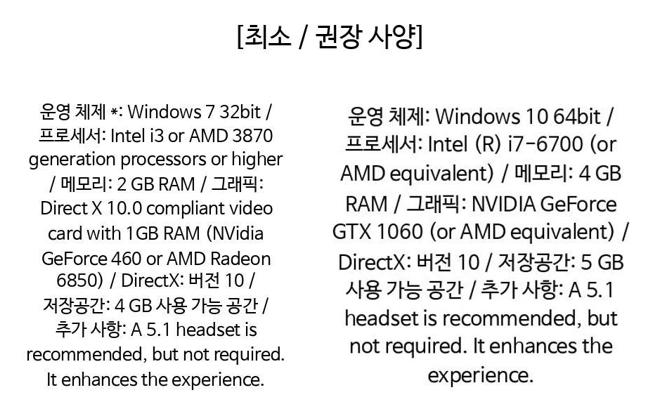 [최소 / 권장 사양]
운영 체제 *: Windows 7 32bit /
프로세서: Intel i3 or AMD 3870
generation processors or higher
/ 메모리: 2 GB RAM / 그래픽:
Direct X 10.0 compliant video
card with 1GB RAM (NVidia
GeForce 460 or AMD Radeon
6850) / DirectX: 버전 10 /
저장공간: 4 GB 사용 가능 공간 /
추가 사항: A 5.1 headset is
recommended, but not required.
It enhances the experience.
운영 체제: Windows 10 64bit /
프로세서: Intel (R) i7-6700 (or
AMD equivalent) / 메모리: 4 GB
RAM / 그래픽: NVIDIA GeForce
GTX 1060 (or AMD equivalent) /
DirectX: 버전 10 / 저장공간: 5 GB
사용 가능 공간 / 추가 사항: A 5.1
headset is recommended, but
not required. It enhances the
experience.